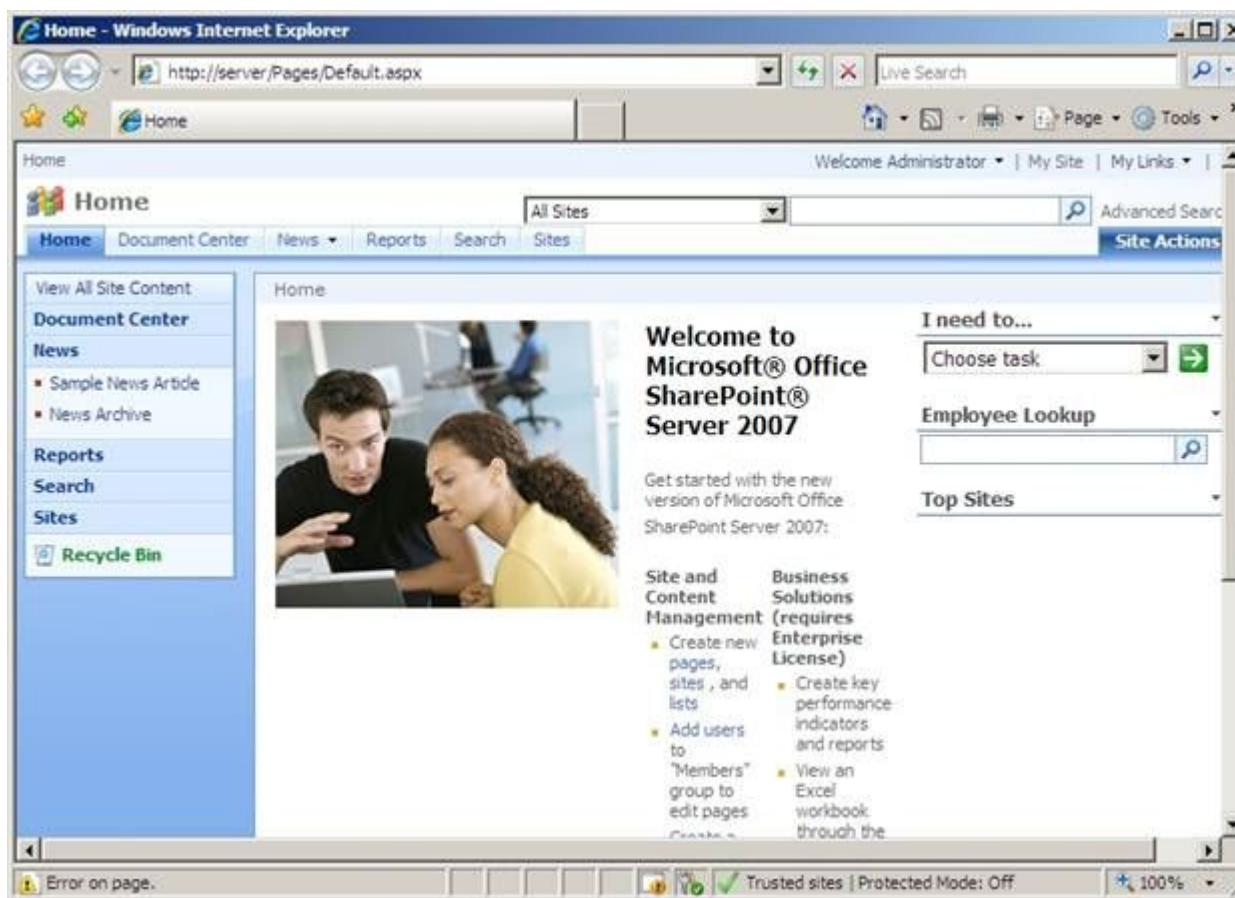 Home - Windows Internet Explorer
http://server/Pages/Default.aspx
Live Search
Home
Page
Tools
Home
Welcome Administrator | My Site | My Links |
Home
All Sites
Advanced Searc
Home Document Center News Reports Search Sites
Site Actions
View All Site Content
Document Center
News
Sample News Article
News Archive
Reports
Search
Sites
Recycle Bin
Home
Welcome to
Microsoft® Office
SharePoint®
Server 2007
Get started with the new
version of Microsoft Office
SharePoint Server 2007:
Site and
Content
Management
Create new
pages,
sites , and
lists
Add users
to
"Members"
group to
edit pages
Create a
Business
Solutions
(requires
Enterprise
License)
Create key
performance
indicators
and reports
View an
Excel
workbook
through the
I need to...
Choose task
Employee Lookup
Top Sites
Error on page.
Trusted sites | Protected Mode: Off
100%